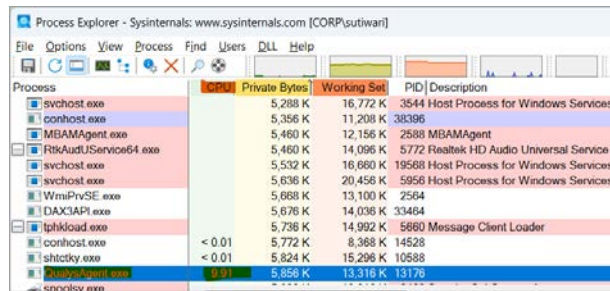 Process Explorer - Sysinternals: www.sysinternals.com [CORP\sutiwari]
File Options View Process Find Users DLL Help
Process CPU Private Bytes Working Set PID Description
svchost.exe 5,288 K 16,772 K 3544 Host Process for Windows Services
conhost.exe 5,356 K 11,208 K 38396
MBAMAgent.exe 5,460 K 12,156 K 2588 MBAMAgent
RtkAudUService64.exe 5,460 K 14,096 K 5772 Realtek HD Audio Universal Service
svchost.exe 5,532 K 16,660 K 19568 Host Process for Windows Services
svchost.exe 5,636 K 20,456 K 5956 Host Process for Windows Services
WmiPrvSE.exe 5,668 K 13,100 K 2564
DAX3API.exe 5,676 K 14,036 K 33464
tphkload.exe 5,736 K 14,992 K 5660 Message Client Loader
conhost.exe < 0.01 5,772 K 8,368 K 14528
shtctky.exe < 0.01 5,824 K 15,296 K 10588
QualysAgent.exe 9.91 5,856 K 13,316 K 13176
spoolsv.exe